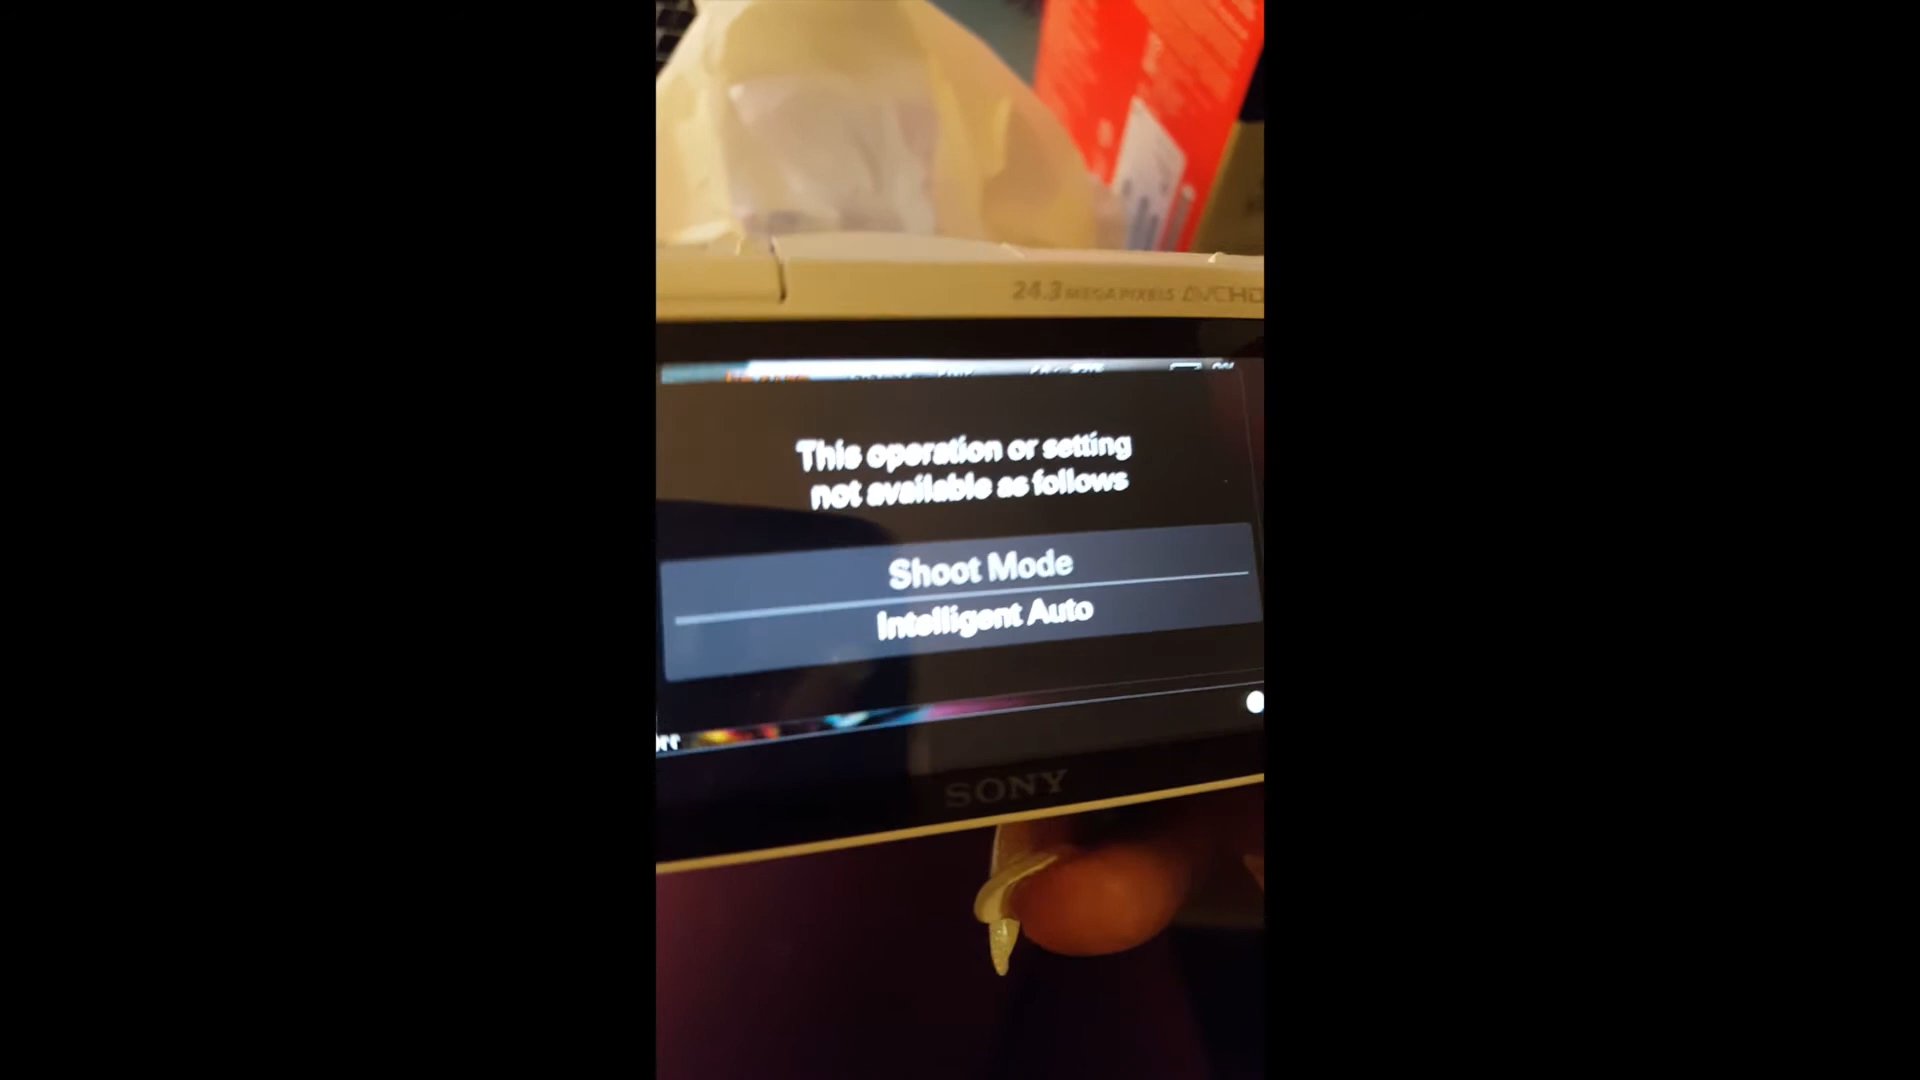 24.3 MEGA PIXELS AVCHD
This operation or setting
not available as follows
Shoot Mode
Intelligent Auto
SONY